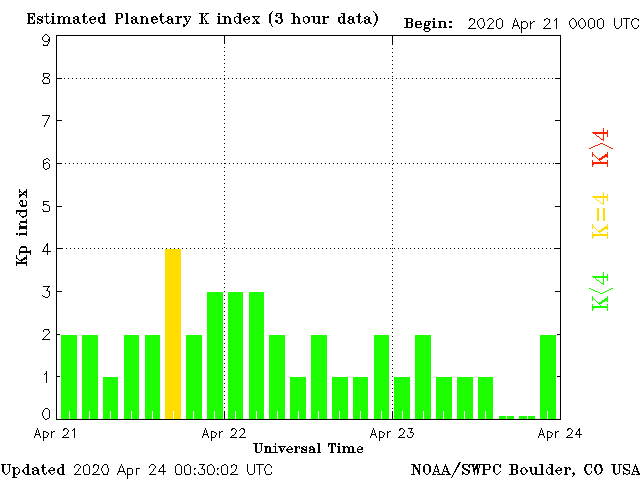 Estimated Planetary K index (3 hour data)
Begin: 2020 Apr 21 0000 UTC
9
8
7
6
5
4
3
2
1
0
Kp index
K>4
K=4
K<4
Apr 21
Apr 22
Apr 23
Apr 24
Universal Time
Updated 2020 Apr 24 00:30:02 UTC
NOAA/SWPC Boulder, CO USA